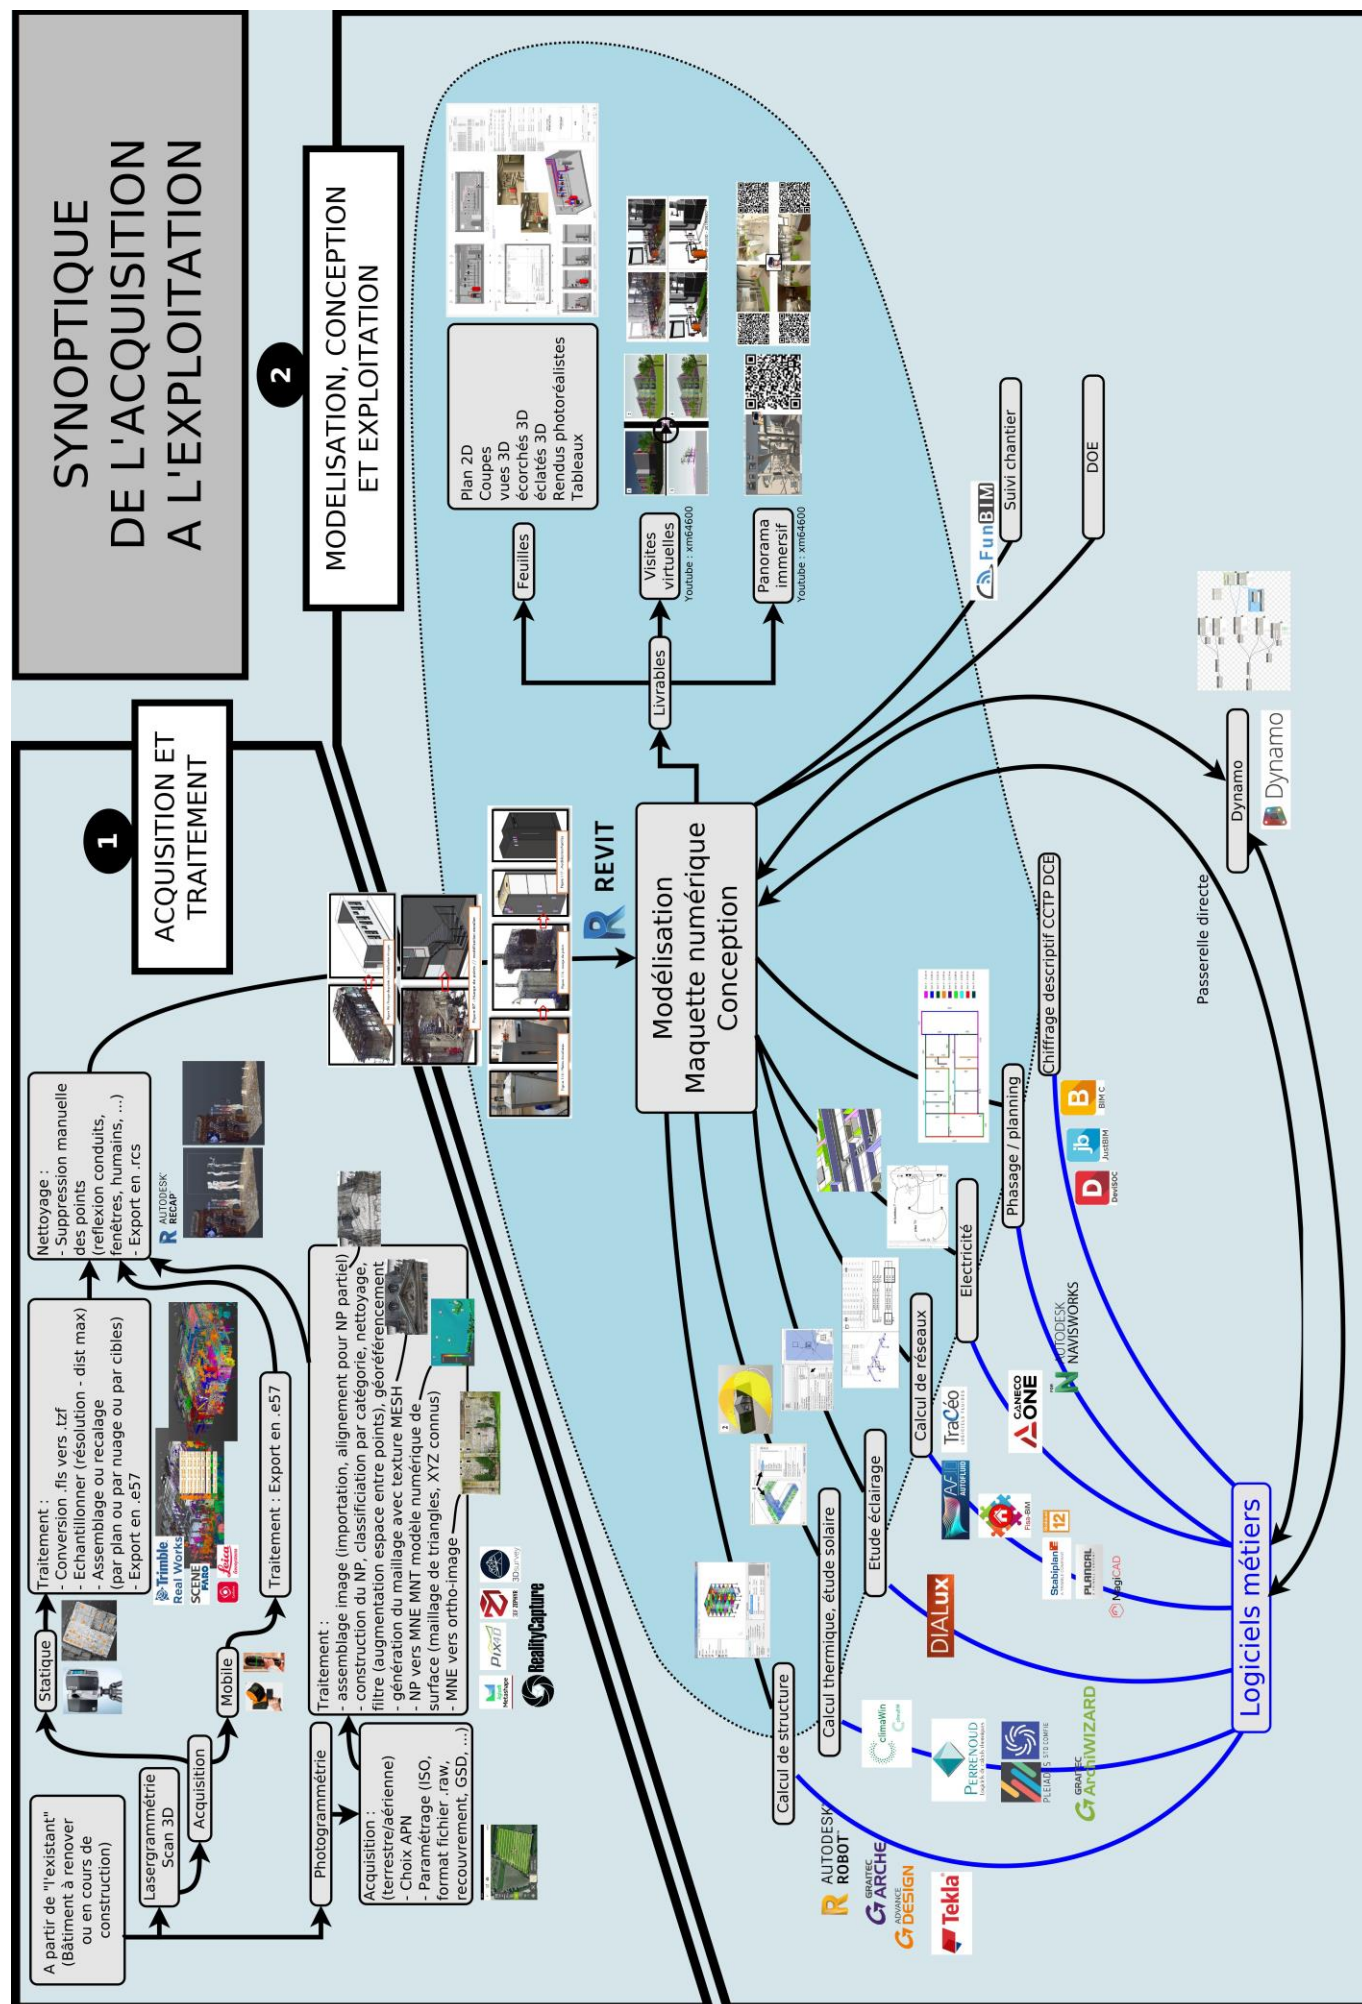 SYNOPTIQUE
DE L'ACQUISITION
A L'EXPLOITATION
1
ACQUISITION ET
TRAITEMENT
A partir de "l'existant"
(Bâtiment à renover
ou en cours de
construction)
Lasergrammétrie
Scan 3D
Acquisition
Statique
Mobile
Traitement :
- Conversion .fls vers .tzf
- Echantillonner (résolution - dist max)
- Assemblage ou recalage
(par plan ou par nuage ou par cibles)
- Export en .e57
Trimble
Real Works
SCENE
FARO
Leica
Traitement : Export en .e57
Nettoyage :
- Suppression manuelle
des points
(reflexion conduits,
fenêtres, humains, ...)
- Export en .rcs
AUTODESK
RECAP
Photogrammétrie
Acquisition :
(terrestre/aérienne)
- Choix APN
- Paramétrage (ISO,
format fichier .raw,
recouvrement, GSD, ...)
Traitement :
- assemblage image (importation, alignement pour NP partiel)
- construction du NP, classification par catégorie, nettoyage,
filtre (augmentation espace entre points), géoréférencement
- génération du maillage avec texture MESH
- NP vers MNE MNT modèle numérique de
surface (maillage de triangles, XYZ connus)
- MNE vers ortho-image
Metashape
PIX4D
3DSurvey
RealityCapture
2
MODELISATION, CONCEPTION
ET EXPLOITATION
REVIT
Modélisation
Maquette numérique
Conception
Livrables
Feuilles
Plan 2D
Coupes
vues 3D
écorchés 3D
éclatés 3D
Rendus photoréalistes
Tableaux
Visites
virtuelles
Youtube : xm64600
Panorama
immersif
Youtube : xm64600
FunBIM
Suivi chantier
DOE
Dynamo
Dynamo
Passerelle directe
Chiffrage descriptif CCTP DCE
DeviSOC
jb
JustBIM
B
BIM C
Phasage / planning
AUTODESK
NAVISWORKS
Electricité
CANECO
ONE
Calcul de réseaux
TraCéo
AUTOFLUID
Fisa-BIM
Stabiplan
12
PLANCAL
MagiCAD
Etude éclairage
DIALux
Calcul thermique, étude solaire
ClimaWin
PERRENOUD
PLEIADES
GRAITEC
ArchiWIZARD
Calcul de structure
AUTODESK
ROBOT
GRAITEC
ARCHE
ADVANCE
DESIGN
Tekla
Logiciels métiers